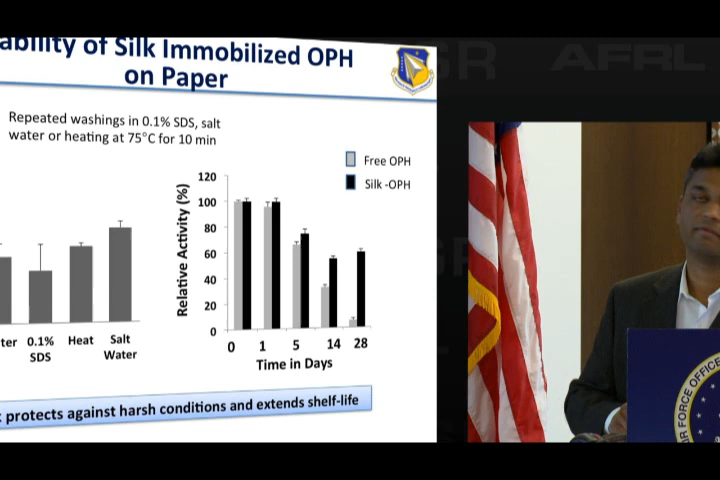 ability of Silk Immobilized OPH
on Paper
Repeated washings in 0.1% SDS, salt
water or heating at 75°C for 10 min
Free OPH
Silk -OPH
Relative Activity (%)
120
100
80
60
40
20
0
0 1 5 14 28
Time in Days
ter 0.1% SDS Heat Salt Water
protects against harsh conditions and extends shelf-life
AFRL
AIR FORCE OFFICE